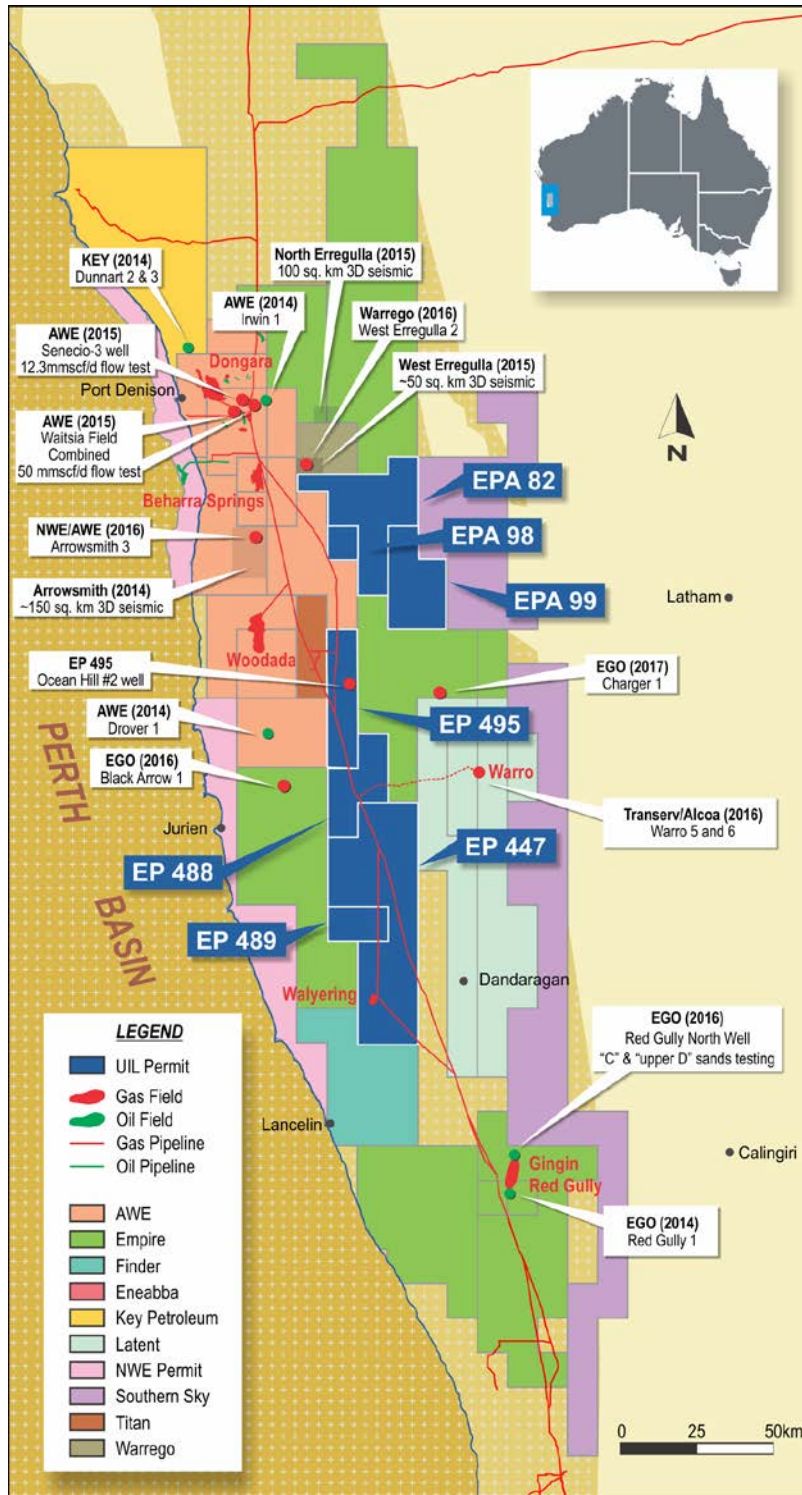 KEY (2014)
Dunnart 2 & 3
North Erregulla (2015)
100 sq. km 3D seismic
AWE (2014)
Irwin 1
Warrego (2016)
West Erregulla 2
AWE (2015)
Senecio-3 well
12.3mmscf/d flow test
Dongara
West Erregulla (2015)
~50 sq. km 3D seismic
Port Denison
AWE (2015)
Waitsia Field
Combined
50 mmscf/d flow test
N
EPA 82
Beharra Springs
EPA 98
NWE/AWE (2016)
Arrowsmith 3
EPA 99
Arrowsmith (2014)
~150 sq. km 3D seismic
Latham
Woodada
EP 495
Ocean Hill #2 well
EGO (2017)
Charger 1
AWE (2014)
Drover 1
EP 495
PERTH
BASIN
EGO (2016)
Black Arrow 1
Warro
Transerv/Alcoa (2016)
Warro 5 and 6
Jurien
EP 488
EP 447
EP 489
Dandaragan
Walyering
EGO (2016)
Red Gully North Well
“C” & “upper D” sands testing
Lancelin
Calingiri
Gingin
Red Gully
EGO (2014)
Red Gully 1
LEGEND
UIL Permit
Gas Field
Oil Field
Gas Pipeline
Oil Pipeline
AWE
Empire
Finder
Eneabba
Key Petroleum
Latent
NWE Permit
Southern Sky
Titan
Warrego
0 25 50km